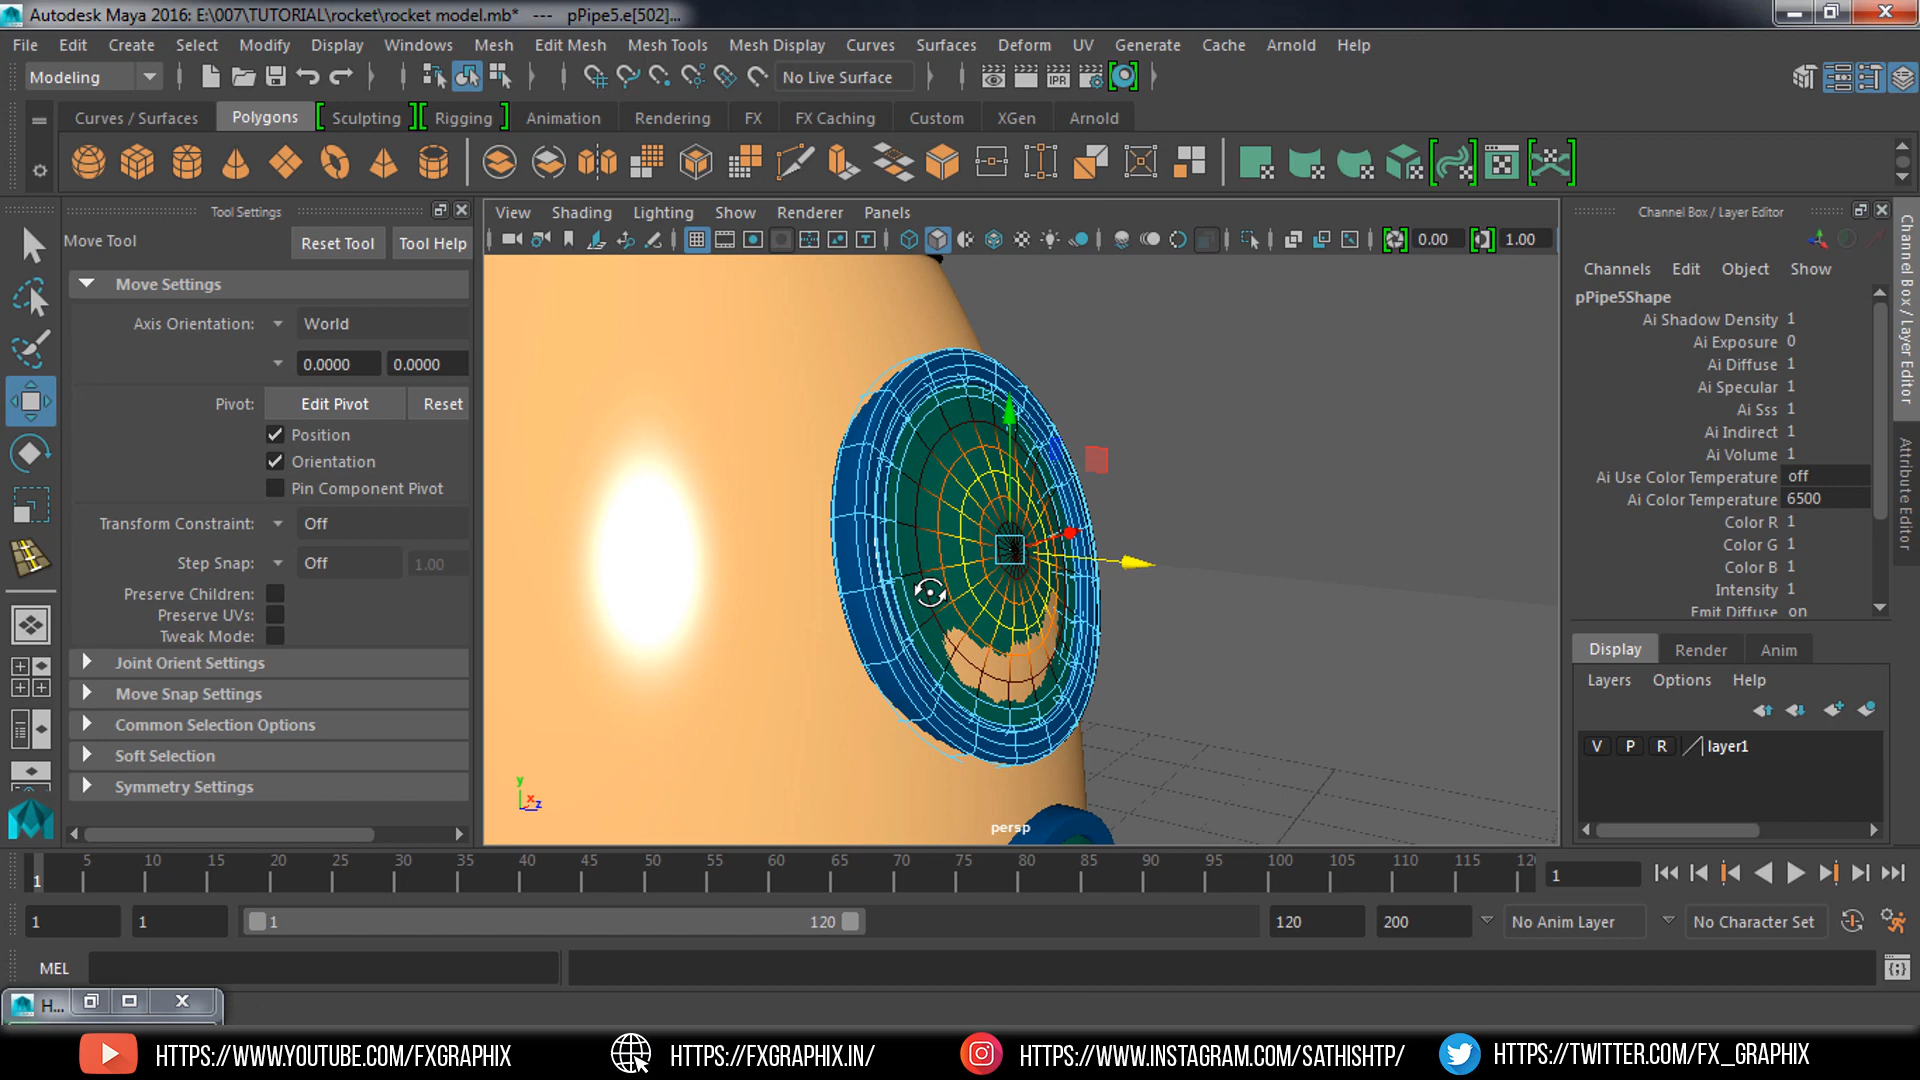 Autodesk Maya 2016: E:\007\TUTORIAL\rocket\rocket model.mb*   ---   pPipe5.e[502]...
File Edit Create Select Modify Display Windows Mesh Edit Mesh Mesh Tools Mesh Display Curves Surfaces Deform UV Generate Cache Arnold Help
Modeling No Live Surface
Curves / Surfaces Polygons Sculpting Rigging Animation Rendering FX FX Caching Custom XGen Arnold
Tool Settings
Move Tool Reset Tool Tool Help
Move Settings
Axis Orientation: World
0.0000 0.0000
Pivot: Edit Pivot Reset
Position
Orientation
Pin Component Pivot
Transform Constraint: Off
Step Snap: Off 1.00
Preserve Children:
Preserve UVs:
Tweak Mode:
Joint Orient Settings
Move Snap Settings
Common Selection Options
Soft Selection
Symmetry Settings
View Shading Lighting Show Renderer Panels
IPR
0.00 1.00
y
x
z
persp
Channel Box / Layer Editor
Channels Edit Object Show
pPipe5Shape
Ai Shadow Density 1
Ai Exposure 0
Ai Diffuse 1
Ai Specular 1
Ai Sss 1
Ai Indirect 1
Ai Volume 1
Ai Use Color Temperature off
Ai Color Temperature 6500
Color R 1
Color G 1
Color B 1
Intensity 1
Emit Diffuse on
Display Render Anim
Layers Options Help
V P R layer1
Channel Box / Layer Editor
Attribute Editor
5 10 15 20 25 30 35 40 45 50 55 60 65 70 75 80 85 90 95 100 105 110 115 12
1 1
1 1 1 120 120 200 No Anim Layer No Character Set
MEL
H...
HTTPS://WWW.YOUTUBE.COM/FXGRAPHIX HTTPS://FXGRAPHIX.IN/ HTTPS://WWW.INSTAGRAM.COM/SATHISHTP/ HTTPS://TWITTER.COM/FX_GRAPHIX